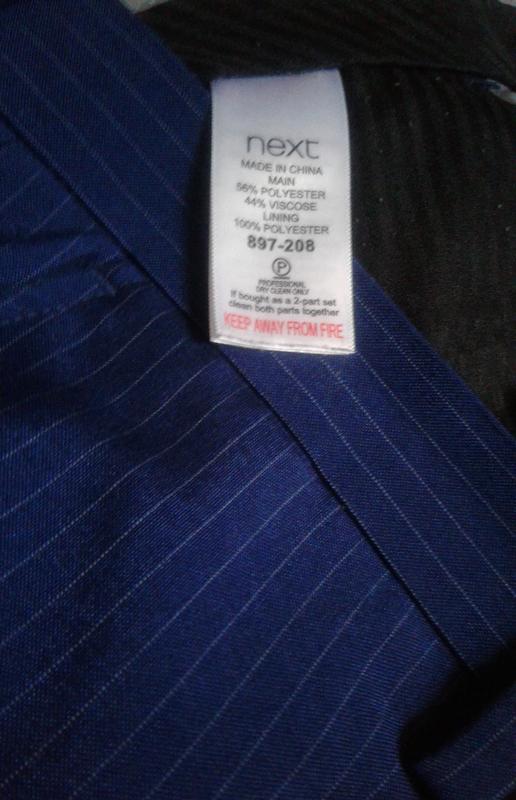 next
MADE IN CHINA
MAIN
56% POLYESTER
44% VISCOSE
LINING
100% POLYESTER
897-208
P
PROFESSIONAL
DRY CLEAN ONLY
If bought as a 2-part set
clean both parts together
KEEP AWAY FROM FIRE